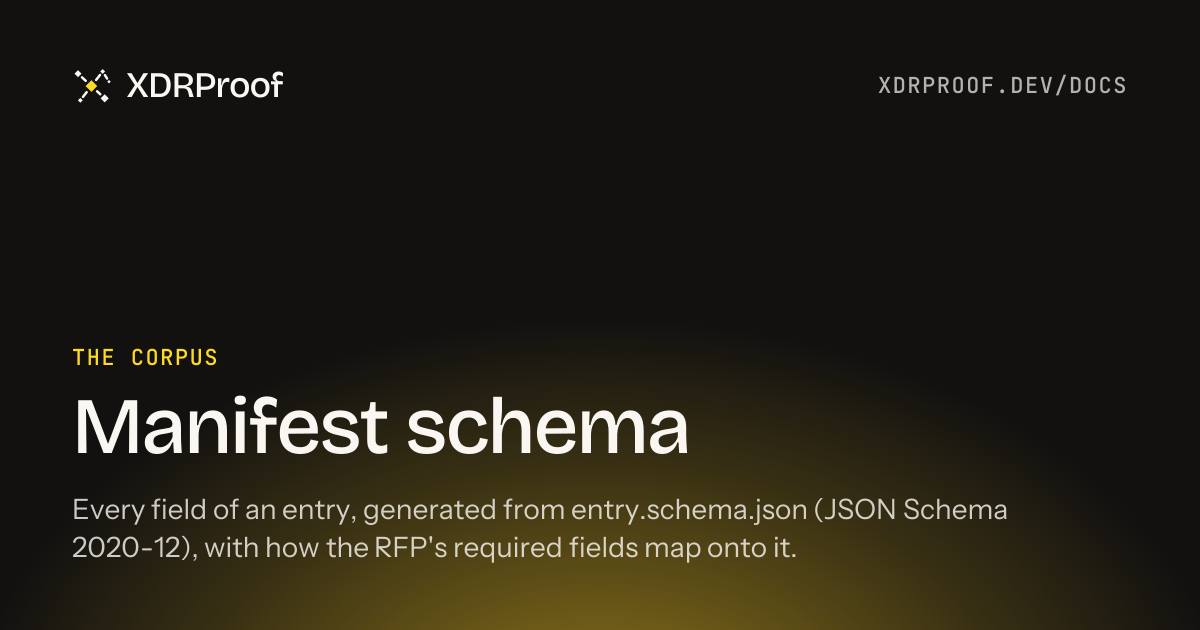 XDRProof
XDRPROOF.DEV/DOCS
THE CORPUS
Manifest schema
Every field of an entry, generated from entry.schema.json (JSON Schema
2020-12), with how the RFP's required fields map onto it.